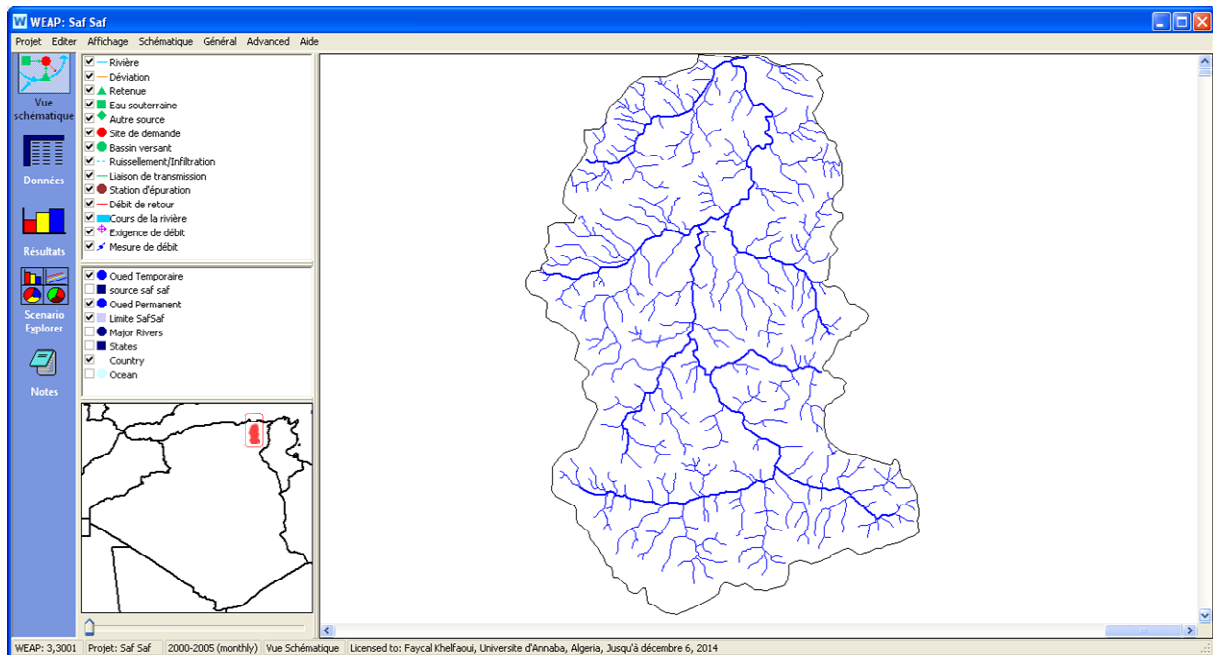 WEAP: Saf Saf
Projet Editer Affichage Schématique Général Advanced Aide
Vue schématique
Données
Résultats
Scenario Explorer
Notes
Rivière
Déviation
Retenue
Eau souterraine
Autre source
Site de demande
Bassin versant
Ruissellement/Infiltration
Liaison de transmission
Station d'épuration
Débit de retour
Cours de la rivière
Exigence de débit
Mesure de débit
Oued Temporaire
source saf saf
Oued Permanent
Limite SafSaf
Major Rivers
States
Country
Ocean
WEAP: 3,3001 Projet: Saf Saf 2000-2005 (monthly) Vue Schématique Licensed to: Faycal Khelfaoui, Universite d'Annaba, Algeria, Jusqu'à décembre 6, 2014